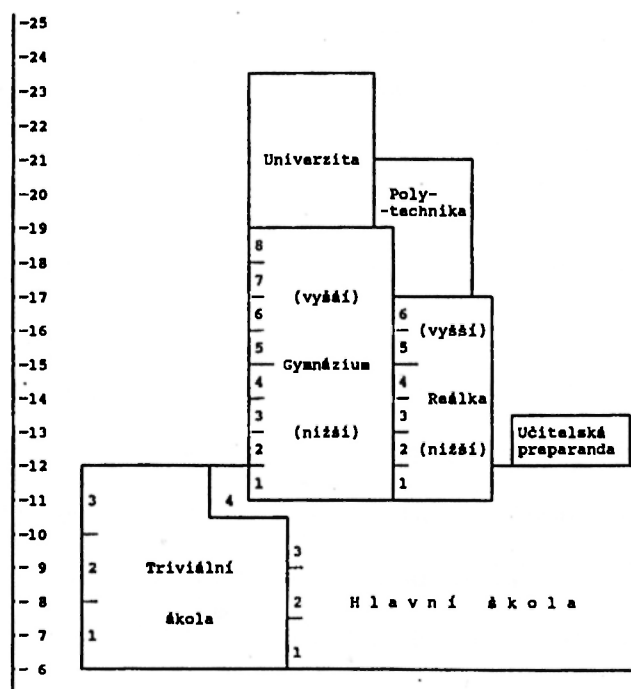 -25
-24
-23
-22
Univerzita
-21
-20
Poly-
-technika
-19
8
-18
7
-17
(vyšší)
6
6
(vyšší)
-16
5
5
-15
Gymnázium
4
4
Reálka
-14
3
3
-13
(nižší)
Učitelská
2
2
(nižší)
preparanda
-12
1
1
3
4
-11
-10
3
-9
2
Triviální
-8
2
Hlavní škola
škola
-7
1
1
-6